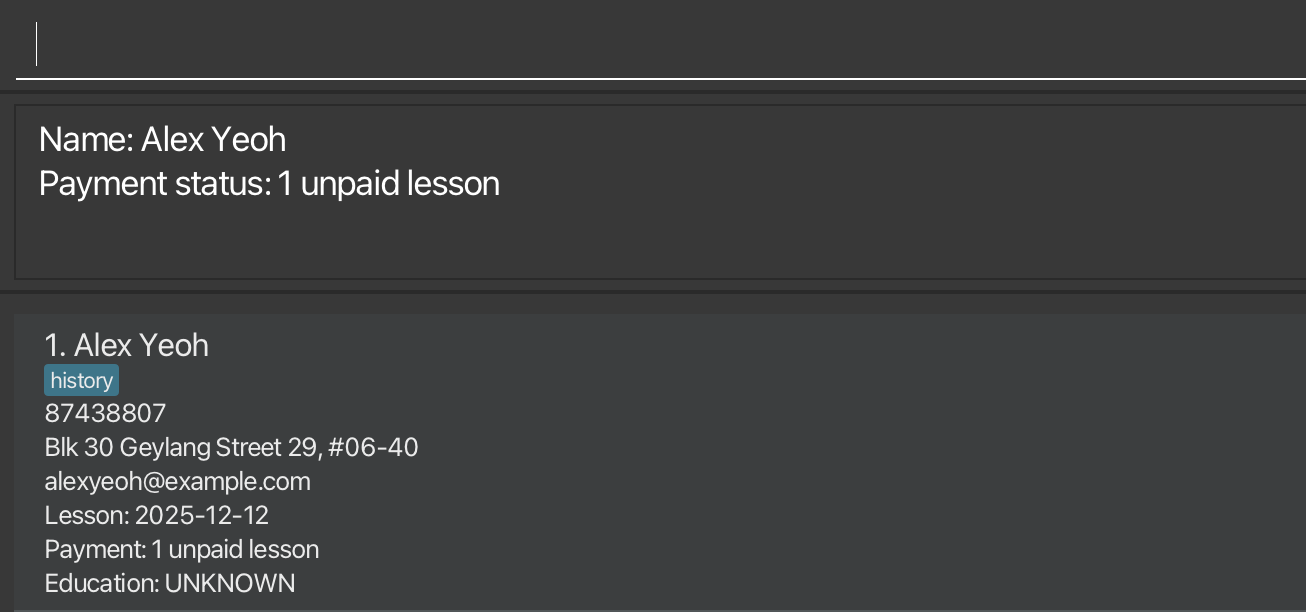 Name: Alex Yeoh
Payment status: 1 unpaid lesson
1. Alex Yeoh
history
87438807
Blk 30 Geylang Street 29, #06-40
alexyeoh@example.com
Lesson: 2025-12-12
Payment: 1 unpaid lesson
Education: UNKNOWN